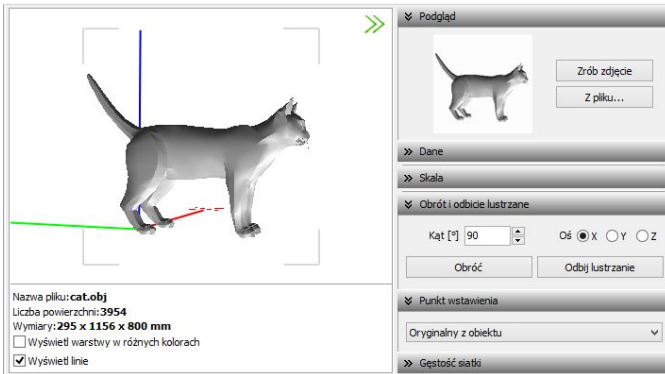 Podgląd
Zrób zdjęcie
Z pliku...
Dane
Skala
Obrót i odbicie lustrzane
Kąt [°] 90 Oś X Y Z
Obróć Odbij lustrzanie
Punkt wstawienia
Oryginalny z obiektu
Gęstość siatki
Nazwa pliku:cat.obj
Liczba powierzchni:3954
Wymiary:295 x 1156 x 800 mm
Wyświetl warstwy w różnych kolorach
Wyświetl linie